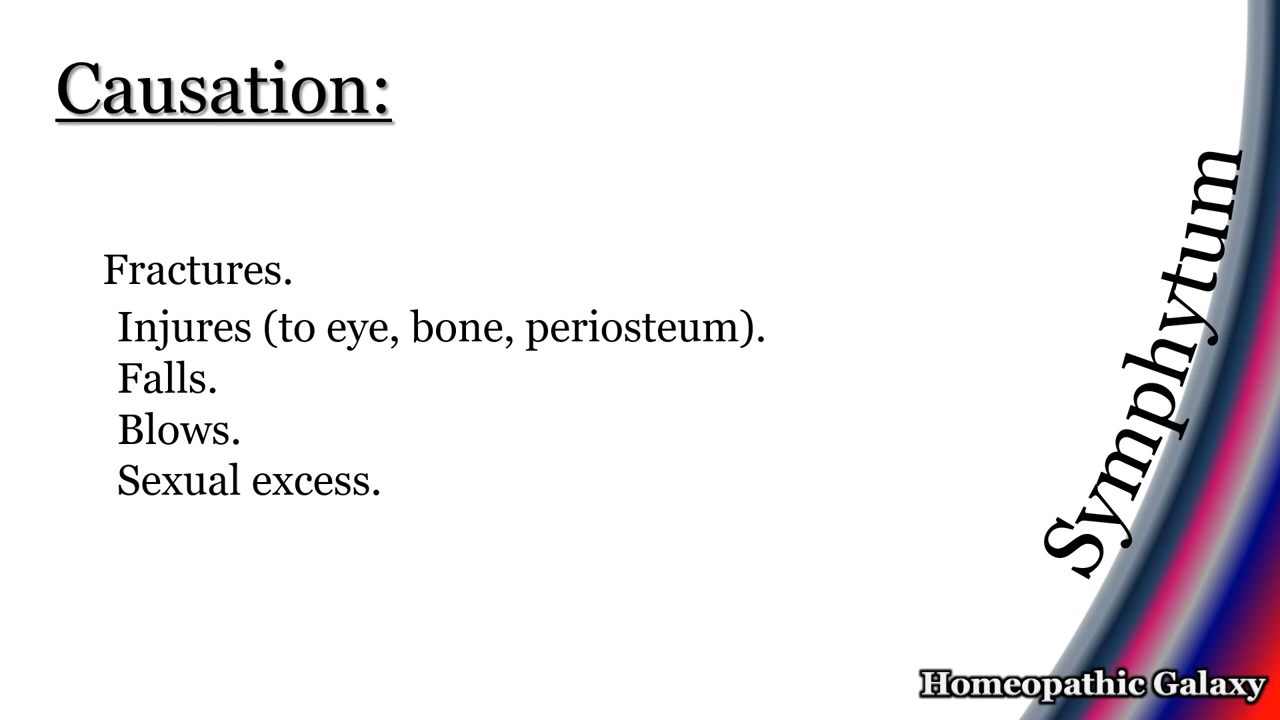 Causation:
Fractures.
Injures (to eye, bone, periosteum).
Falls.
Blows.
Sexual excess.
Symphytum
Homeopathic Galaxy